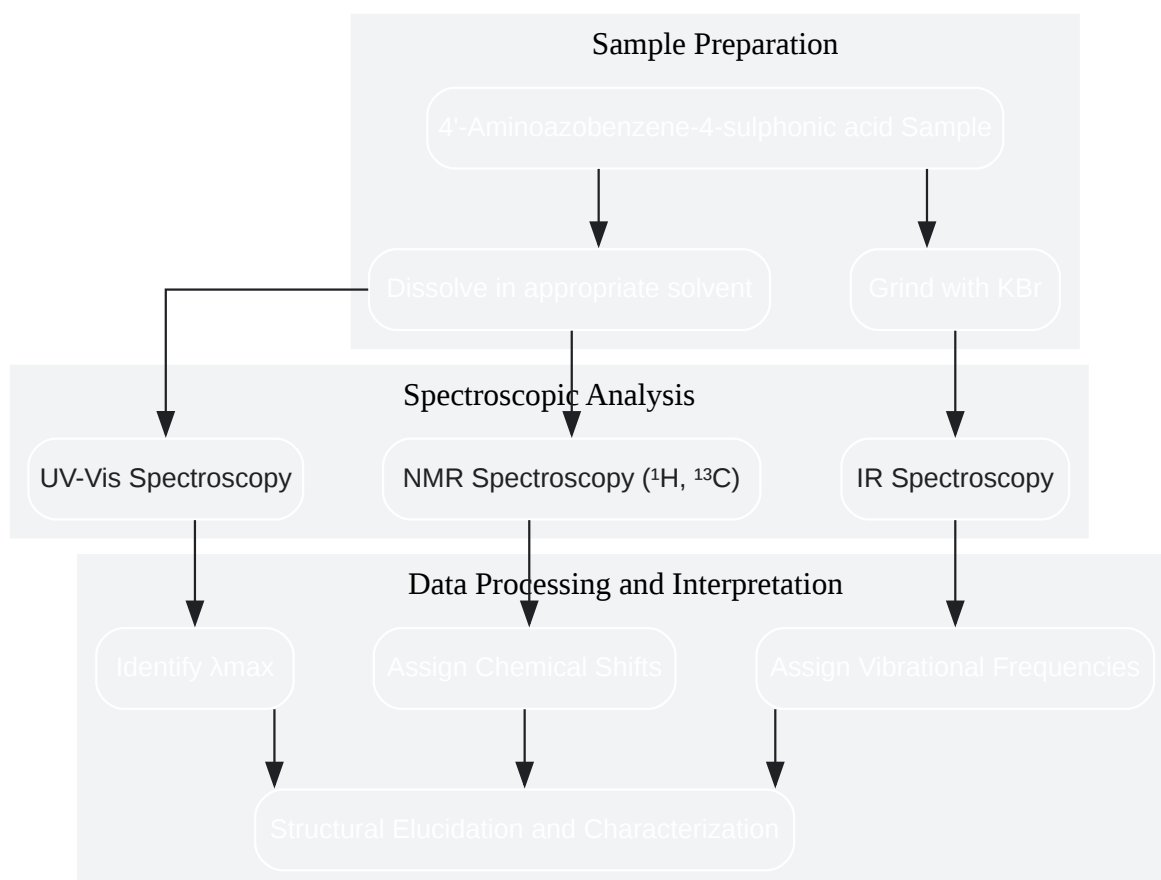 Sample Preparation
4'-Aminoazobenzene-4-sulphonic acid Sample
Dissolve in appropriate solvent
Grind with KBr
Spectroscopic Analysis
UV-Vis Spectroscopy
NMR Spectroscopy (¹H, ¹³C)
IR Spectroscopy
Data Processing and Interpretation
Identify λmax
Assign Chemical Shifts
Assign Vibrational Frequencies
Structural Elucidation and Characterization